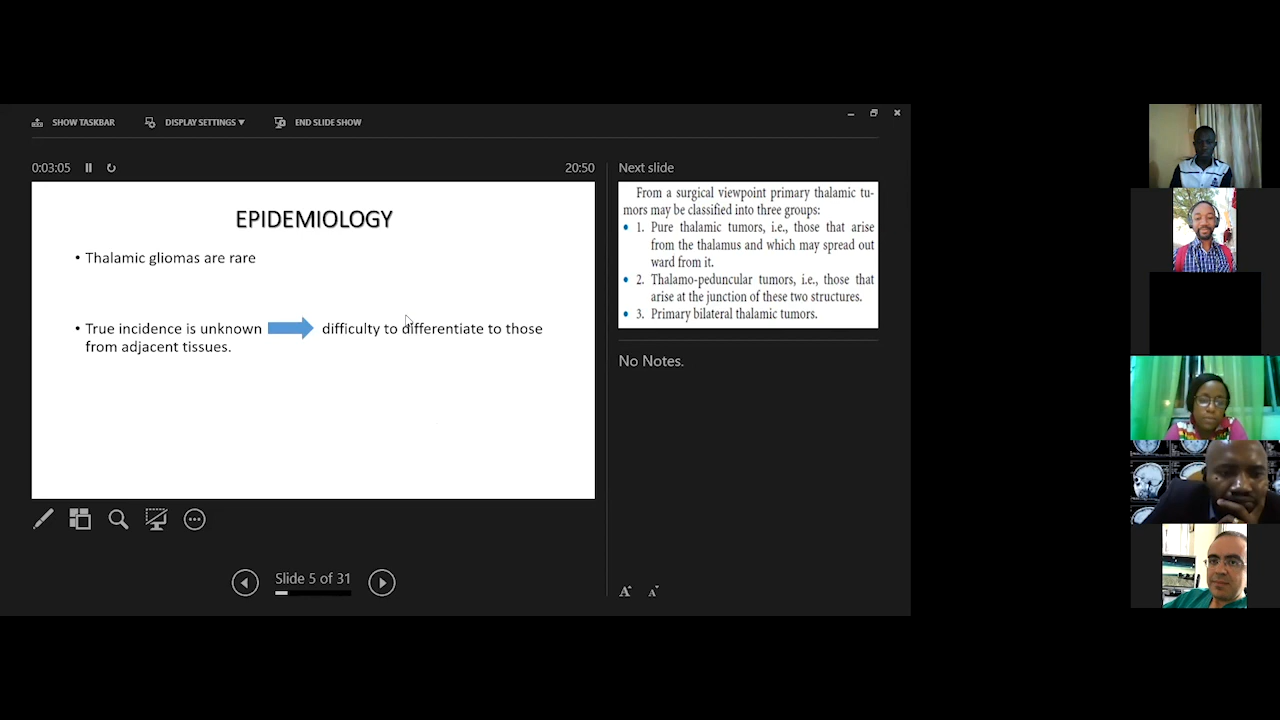 SHOW TASKBAR DISPLAY SETTINGS ▼ END SLIDE SHOW
0:03:05 20:50
EPIDEMIOLOGY
• Thalamic gliomas are rare
• True incidence is unknown difficulty to differentiate to those
from adjacent tissues.
Slide 5 of 31
Next slide
From a surgical viewpoint primary thalamic tu-
mors may be classified into three groups:
• 1. Pure thalamic tumors, i.e., those that arise
from the thalamus and which may spread out
ward from it.
• 2. Thalamo-peduncular tumors, i.e., those that
arise at the junction of these two structures.
• 3. Primary bilateral thalamic tumors.
No Notes.
A A